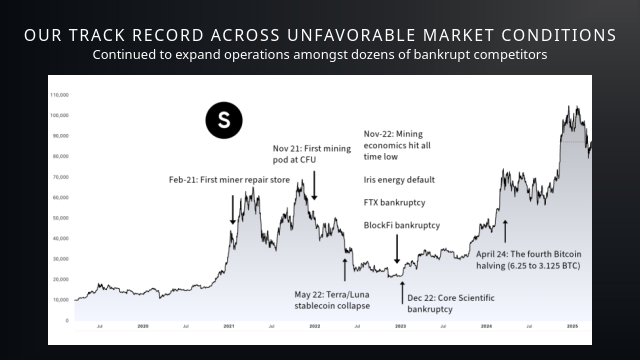 OUR TRACK RECORD ACROSS UNFAVORABLE MARKET CONDITIONS
Continued to expand operations amongst dozens of bankrupt competitors
110,000
100,000
90,000
80,000
70,000
60,000
50,000
40,000
30,000
20,000
10,000
0
S
Feb-21: First miner repair store
Nov 21: First mining
pod at CFU
Nov-22: Mining
economics hit all
time low
Iris energy default
FTX bankruptcy
BlockFi bankruptcy
May 22: Terra/Luna
stablecoin collapse
Dec 22: Core Scientific
bankruptcy
April 24: The fourth Bitcoin
halving (6.25 to 3.125 BTC)
Jul 2020 Jul 2021 Jul 2022 Jul 2023 Jul 2024 Jul 2025